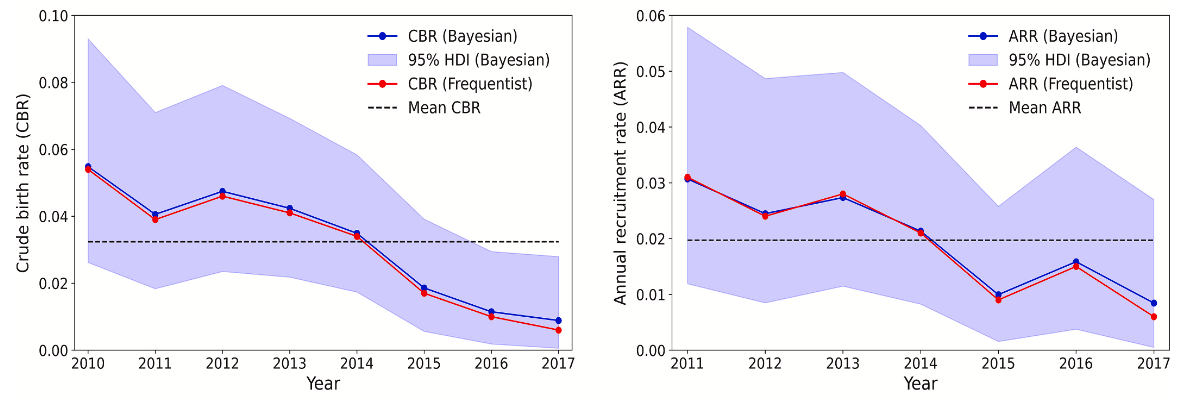 0.10
0.08
0.06
0.04
0.02
0.00
Crude birth rate (CBR)
CBR (Bayesian)
95% HDI (Bayesian)
CBR (Frequentist)
Mean CBR
2010 2011 2012 2013 2014 2015 2016 2017
Year
0.06
0.05
0.04
0.03
0.02
0.01
0.00
Annual recruitment rate (ARR)
ARR (Bayesian)
95% HDI (Bayesian)
ARR (Frequentist)
Mean ARR
2011 2012 2013 2014 2015 2016 2017
Year